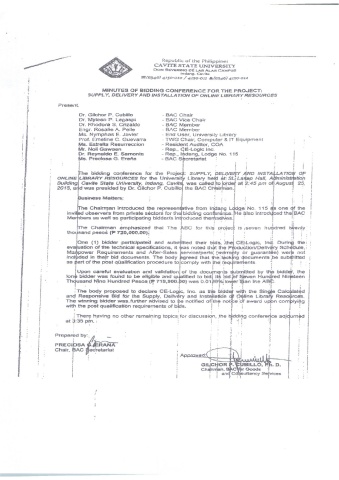 Republic of the Philippines
CAVITE STATE UNIVERSITY
DON SEVERINO DE LAS ALAS CAMPUS
Indang, Cavite
MINUTES OF BIDDING CONFERENCE FOR THE PROJECT:
SUPPLY, DELIVERY AND INSTALLATION OF ONLINE LIBRARY RESOURCES
Present:
Dr. Gilchor P. Cubillo - BAC Chair
Dr. Myleen P. Legaspi - BAC Vice Chair
Dr. Rhodora S. Crizaldo - BAC Member
Engr. Rosalie A. Pelle - BAC Member
Ms. Nymphas E. Javier - End User, University Library
Prof. Emeline C. Guevarra - TWG Chair, Computer & IT Equipment
Ms. Estrella Resurreccion - Resident Auditor, COA
Mr. Noli Gawaan - Rep., CE-Logic Inc.
Dr. Reynaldo E. Samonte - Rep., Indang, Lodge No. 115
Ms. Preciosa G. Eraña - BAC Secretariat
The bidding conference for the Project: SUPPLY, DELIVERY AND INSTALLATION OF
ONLINE LIBRARY RESOURCES for the University Library held at SL Ladao Hall, Administration
Building, Cavite State University, Indang, Cavite, was called to order at 2:45 pm of August 25,
2015, and was presided by Dr. Gilchor P. Cubillo the BAC Chairman.
Business Matters:
The Chairman introduced the representative from Indang Lodge No. 115 as one of the
invited observers from private sectors for the bidding conference. He also introduced the BAC
Members as well as participating bidders introduced themselves.
The Chairman emphasized that The ABC for this project is seven hundred twenty
thousand pesos (P 720,000.00).
One (1) bidder participated and submitted their bids, the CE-Logic, Inc. During the
evaluation of the technical specifications, it was noted that the Production/Delivery Schedule,
Manpower Requirements and After-Sales service/parts (warranty or guarantee) were not
included in their bid documents. The body agreed that the lacking documents be submitted
as part of the post qualification procedure to comply with the requirements.
Upon careful evaluation and validation of the documents submitted by the bidder, the
lone bidder was found to be eligible and qualified to bid. Its bid of Seven Hundred Nineteen
Thousand Nine Hundred Pesos (P 719,900.00) was 0.0139% lower than the ABC.
The body proposed to declare CE-Logic, Inc. as the bidder with the Single Calculated
and Responsive Bid for the Supply, Delivery and Installation of Online Library Resources.
The winning bidder was further advised to be notified of the notice of award upon complying
with the post qualification requirements of bids.
There having no other remaining topics for discussion, the bidding conference adjourned
at 3:35 pm.
Prepared by:
PRECIOSA G. ERAÑA
Chair, BAC Secretariat
Approved:
GILCHOR P. CUBILLO, Ph. D.
Chairman, BAC for Goods
and Consultancy Services